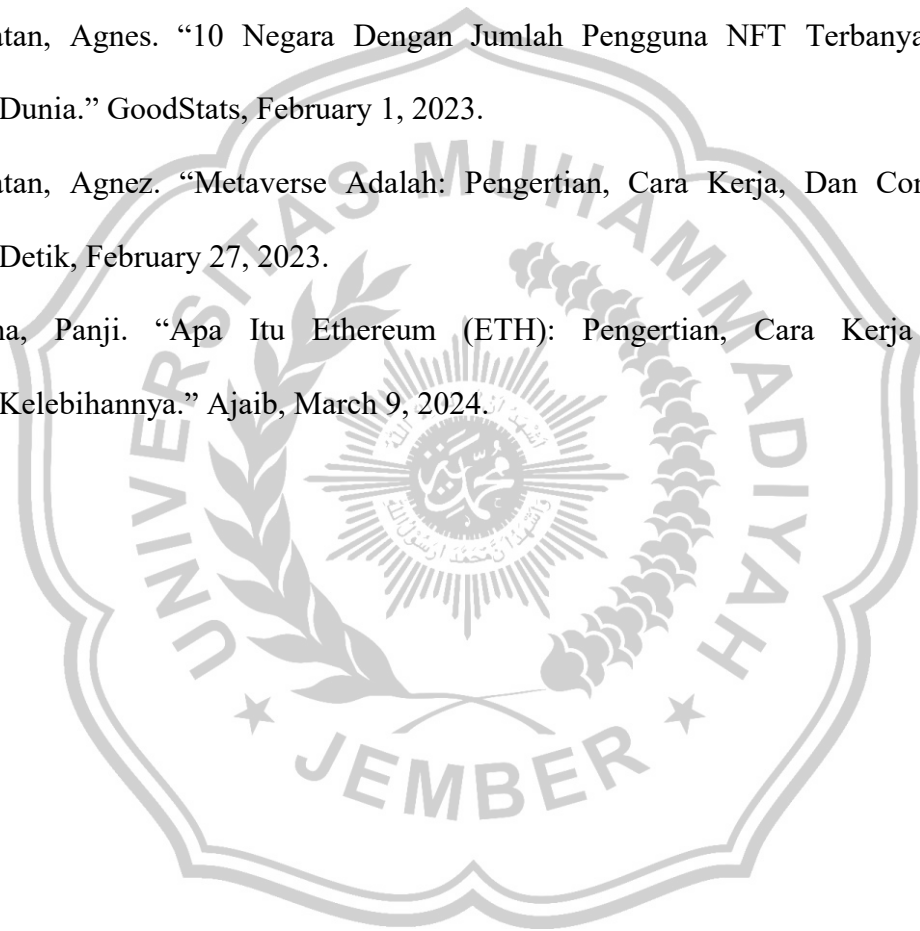 atan, Agnes. “10 Negara Dengan Jumlah Pengguna NFT Terbanya
Dunia.” GoodStats, February 1, 2023.
atan, Agnez. “Metaverse Adalah: Pengertian, Cara Kerja, Dan Con
Detik, February 27, 2023.
na, Panji. “Apa Itu Ethereum (ETH): Pengertian, Cara Kerja
Kelebihannya.” Ajaib, March 9, 2024.
UNIVERSITAS MUHAMMADIYAH
JEMBER